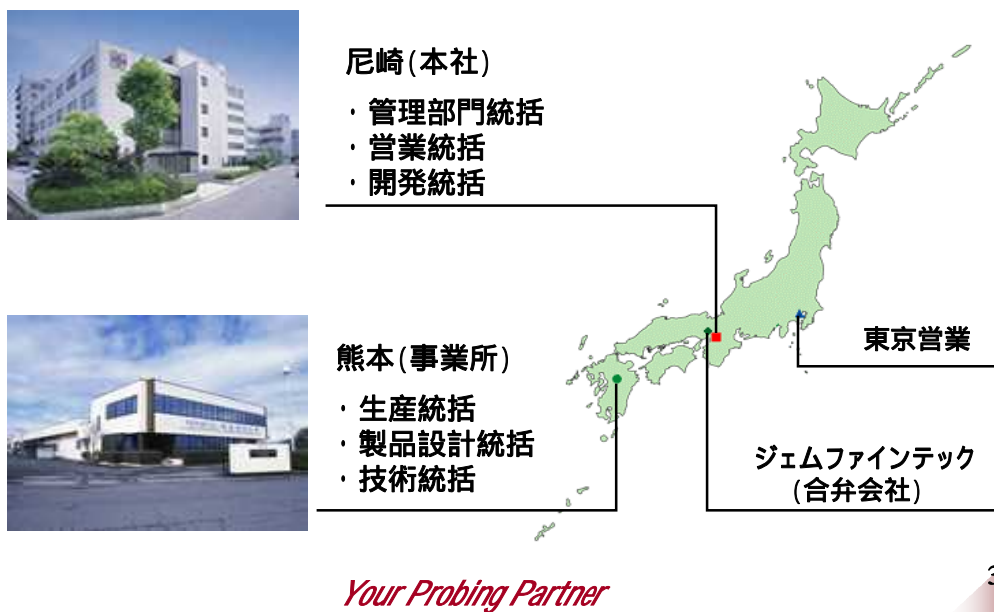 尼崎(本社)
・管理部門統括
・営業統括
・開発統括
熊本(事業所)
・生産統括
・製品設計統括
・技術統括
東京営業
ジェムファインテック
(合弁会社)
Your Probing Partner
3